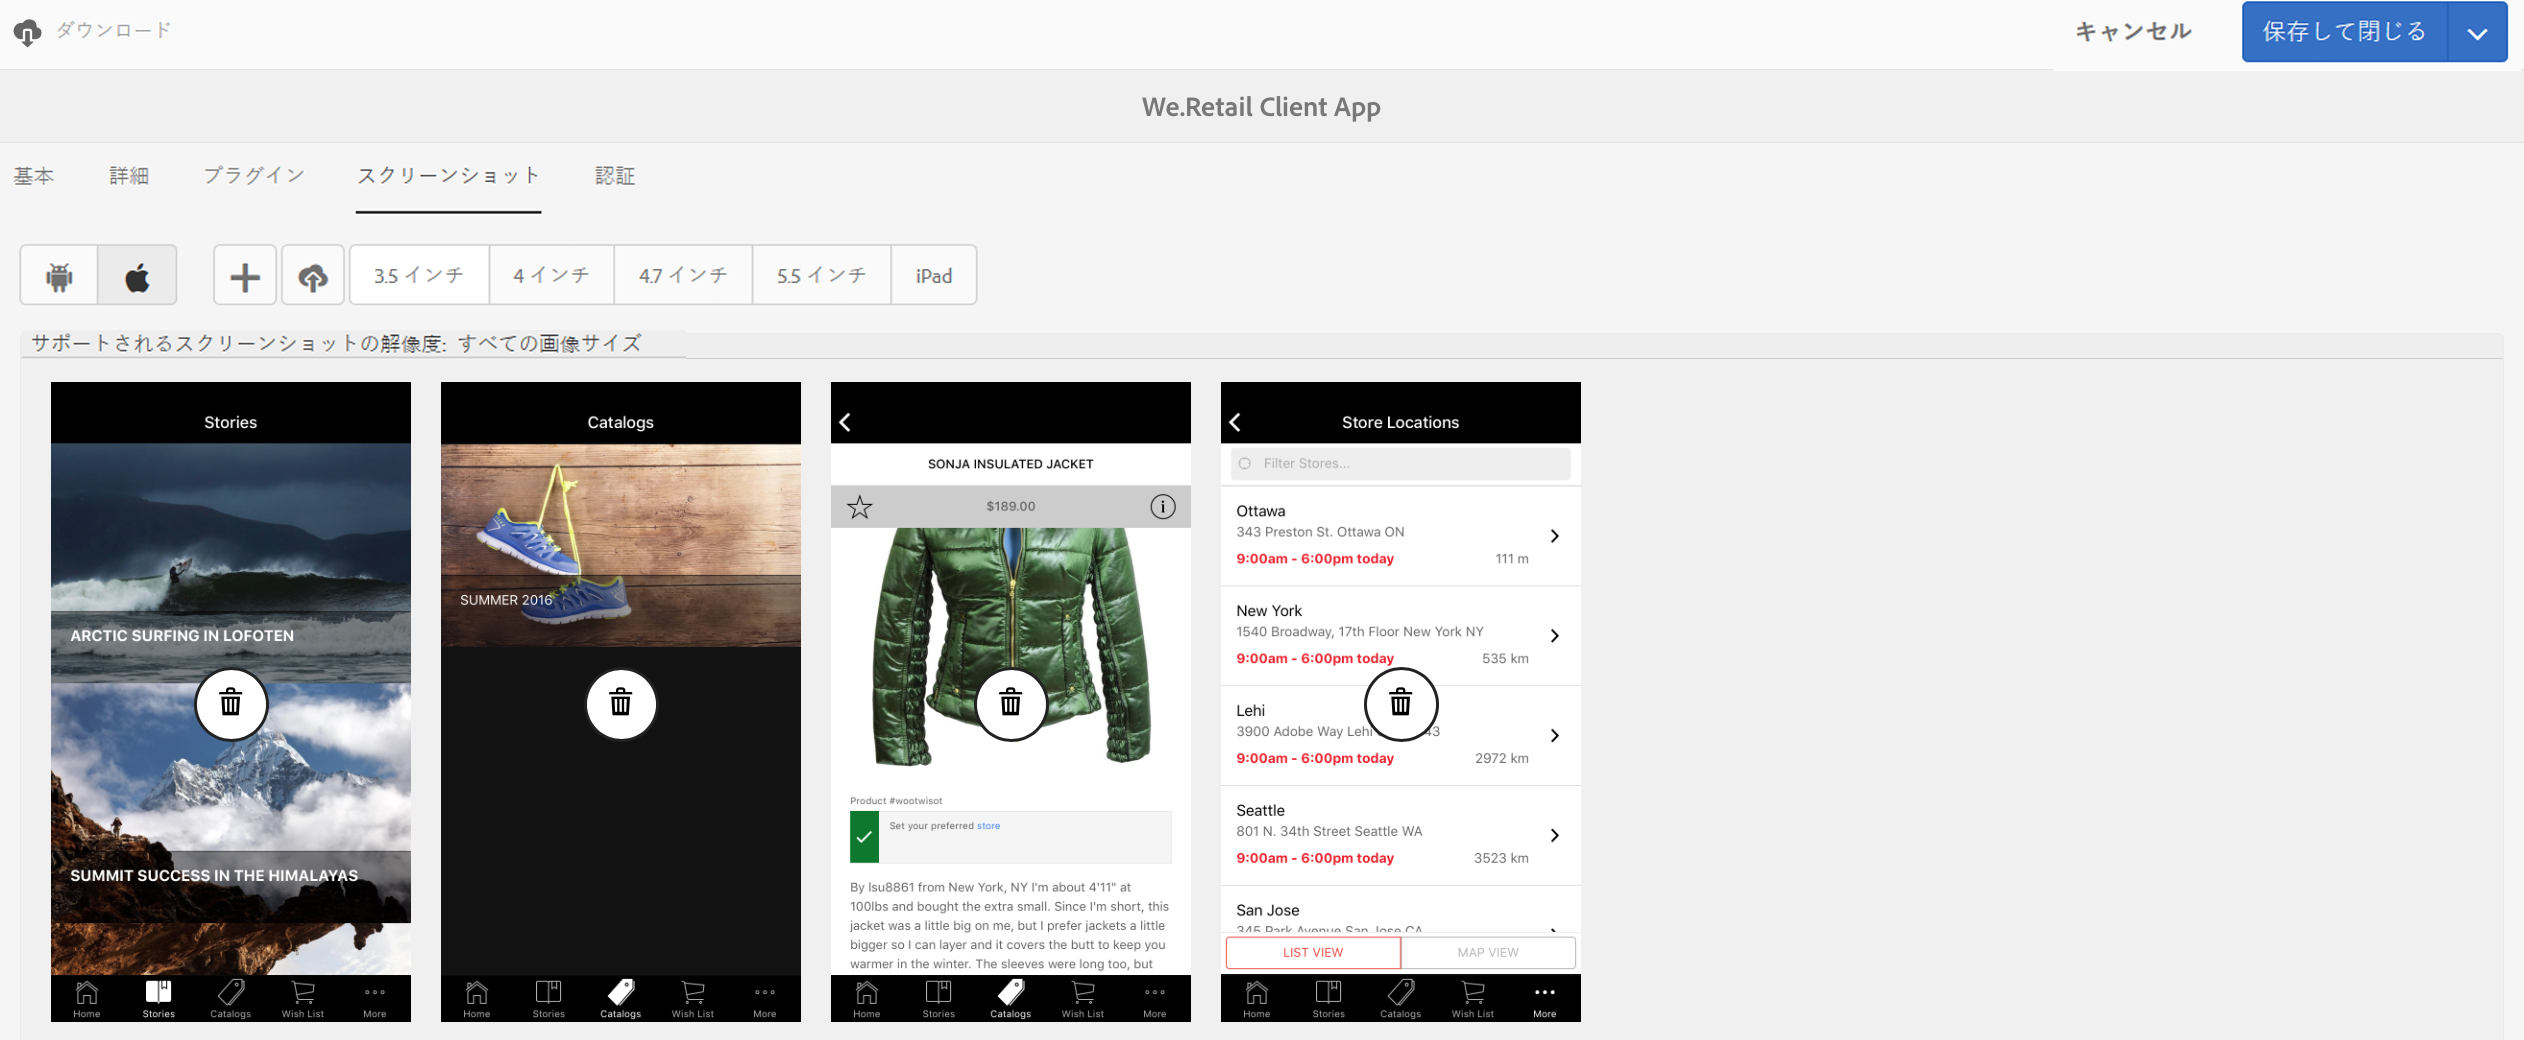 ダウンロード
キャンセル
保存して閉じる
We.Retail Client App
基本
詳細
プラグイン
スクリーンショット
認証
3.5 インチ
4 インチ
4.7 インチ
5.5 インチ
iPad
サポートされるスクリーンショットの解像度: すべての画像サイズ
Stories
ARCTIC SURFING IN LOFOTEN
SUMMIT SUCCESS IN THE HIMALAYAS
Home
Stories
Catalogs
Wish List
More
Catalogs
SUMMER 2016
Home
Stories
Catalogs
Wish List
More
SONJA INSULATED JACKET
$189.00
Product #wootwisot
Set your preferred store
By lsu8861 from New York, NY I'm about 4'11" at
100lbs and bought the extra small. Since I'm short, this
jacket was a little big on me, but I prefer jackets a little
bigger so I can layer and it covers the butt to keep you
warmer in the winter. The sleeves were long too, but
Home
Stories
Catalogs
Wish List
More
Store Locations
Filter Stores...
Ottawa
343 Preston St. Ottawa ON
9:00am - 6:00pm today
111 m
New York
1540 Broadway, 17th Floor New York NY
9:00am - 6:00pm today
535 km
Lehi
3900 Adobe Way Lehi
43
9:00am - 6:00pm today
2972 km
Seattle
801 N. 34th Street Seattle WA
9:00am - 6:00pm today
3523 km
San Jose
345 Park Avenue San Jose CA
LIST VIEW
MAP VIEW
Home
Stories
Catalogs
Wish List
More